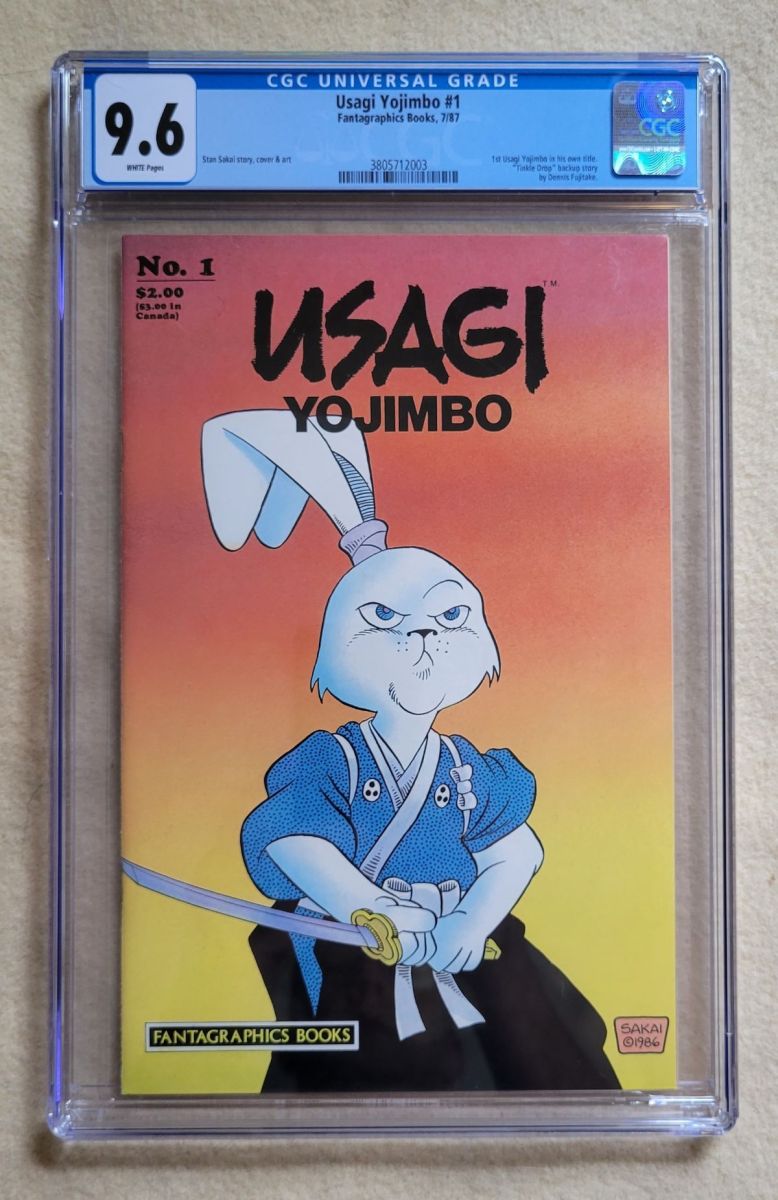 CGC UNIVERSAL GRADE
9.6
WHITE Pages
Usagi Yojimbo #1
Fantagraphics Books, 7/87
Stan Sakai story, cover & art
3805712003
1st Usagi Yojimbo in his own title.
"Tinkle Drop" backup story
by Dennis Fujitake.
CGC
No. 1
$2.00
($3.00 in
Canada)
USAGI TM
YOJIMBO
FANTAGRAPHICS BOOKS
SAKAI
©1986